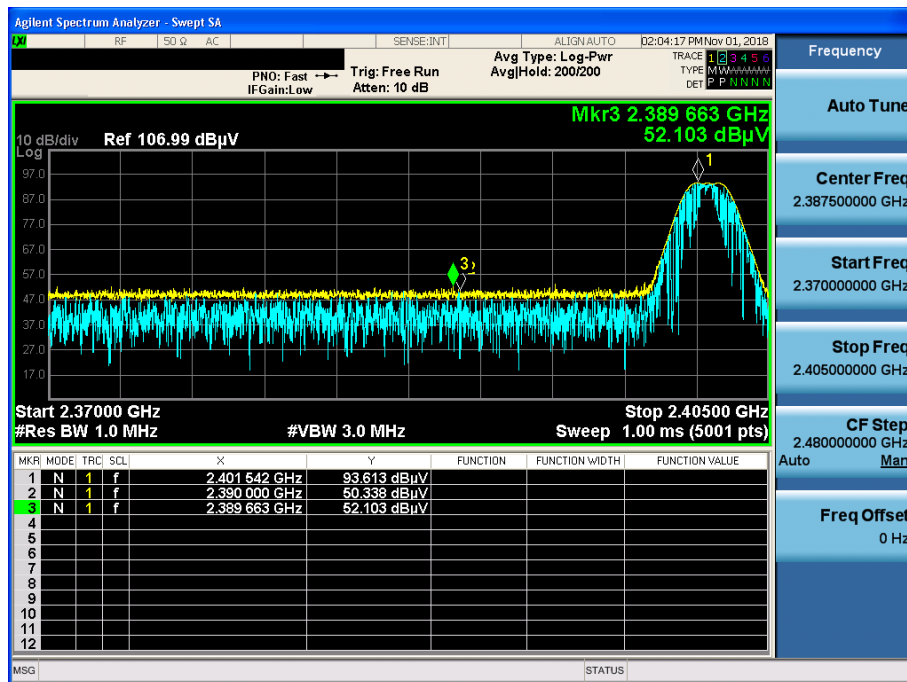 Agilent Spectrum Analyzer - Swept SA
LXI RF 50 Ω AC SENSE:INT ALIGN AUTO 02:04:17 PM Nov 01, 2018
PNO: Fast
IFGain:Low
Trig: Free Run
Atten: 10 dB
Avg Type: Log-Pwr
Avg|Hold: 200/200
TRACE 1 2 3 4 5 6
TYPE M W W W W W
DET P P N N N N
Mkr3 2.389 663 GHz
52.103 dBµV
10 dB/div Ref 106.99 dBµV
Log
97.0
87.0
77.0
67.0
57.0
47.0
37.0
27.0
17.0
1
3
2
Start 2.37000 GHz Stop 2.40500 GHz
#Res BW 1.0 MHz #VBW 3.0 MHz Sweep 1.00 ms (5001 pts)
MKR MODE TRC SCL X Y FUNCTION FUNCTION WIDTH FUNCTION VALUE
1 N 1 f 2.401 542 GHz 93.613 dBµV
2 N 1 f 2.390 000 GHz 50.338 dBµV
3 N 1 f 2.389 663 GHz 52.103 dBµV
4
5
6
7
8
9
10
11
12
MSG STATUS
Frequency
Auto Tune
Center Freq
2.387500000 GHz
Start Freq
2.370000000 GHz
Stop Freq
2.405000000 GHz
CF Step
2.480000000 GHz
Auto Man
Freq Offset
0 Hz